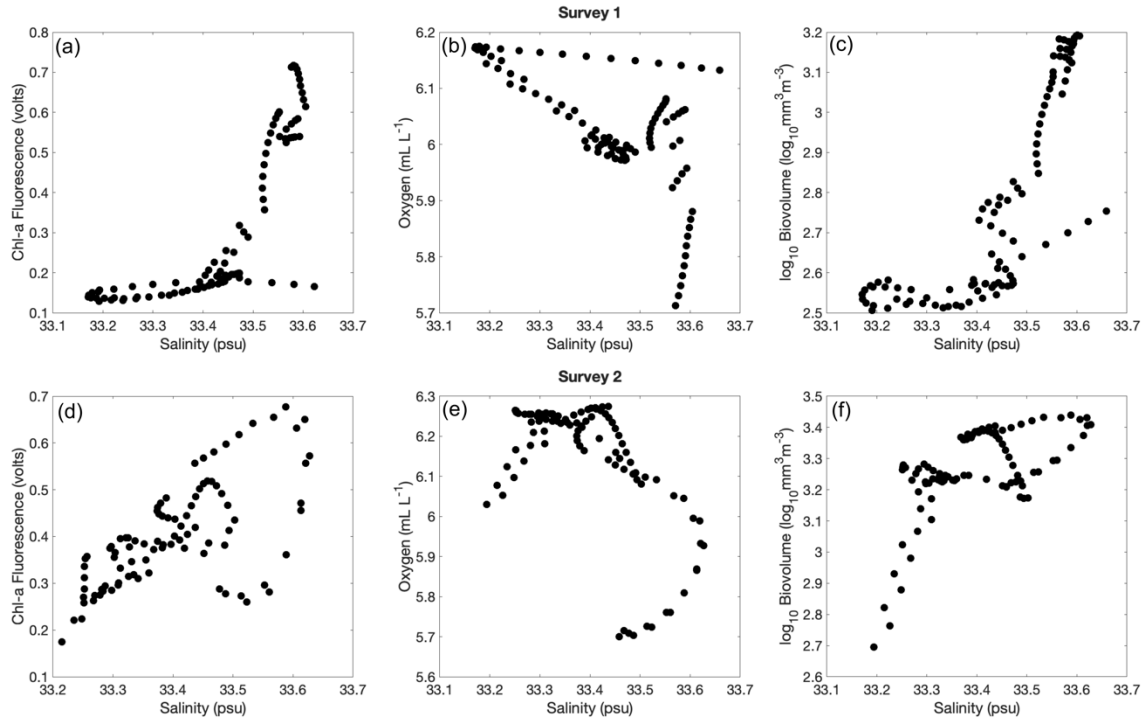 Survey 1
(a)
Chl-a Fluorescence (volts)
0.8
0.7
0.6
0.5
0.4
0.3
0.2
0.1
33.1 33.2 33.3 33.4 33.5 33.6 33.7
Salinity (psu)
(b)
Oxygen (mL L⁻¹)
6.2
6.1
6
5.9
5.8
5.7
33.1 33.2 33.3 33.4 33.5 33.6 33.7
Salinity (psu)
(c)
log₁₀ Biovolume (log₁₀mm³m⁻³)
3.2
3.1
3
2.9
2.8
2.7
2.6
2.5
33.1 33.2 33.3 33.4 33.5 33.6 33.7
Salinity (psu)
Survey 2
(d)
Chl-a Fluorescence (volts)
0.7
0.6
0.5
0.4
0.3
0.2
0.1
33.2 33.3 33.4 33.5 33.6 33.7
Salinity (psu)
(e)
Oxygen (mL L⁻¹)
6.3
6.2
6.1
6
5.9
5.8
5.7
5.6
33.1 33.2 33.3 33.4 33.5 33.6 33.7
Salinity (psu)
(f)
log₁₀ Biovolume (log₁₀mm³m⁻³)
3.5
3.4
3.3
3.2
3.1
3
2.9
2.8
2.7
2.6
33.1 33.2 33.3 33.4 33.5 33.6 33.7
Salinity (psu)